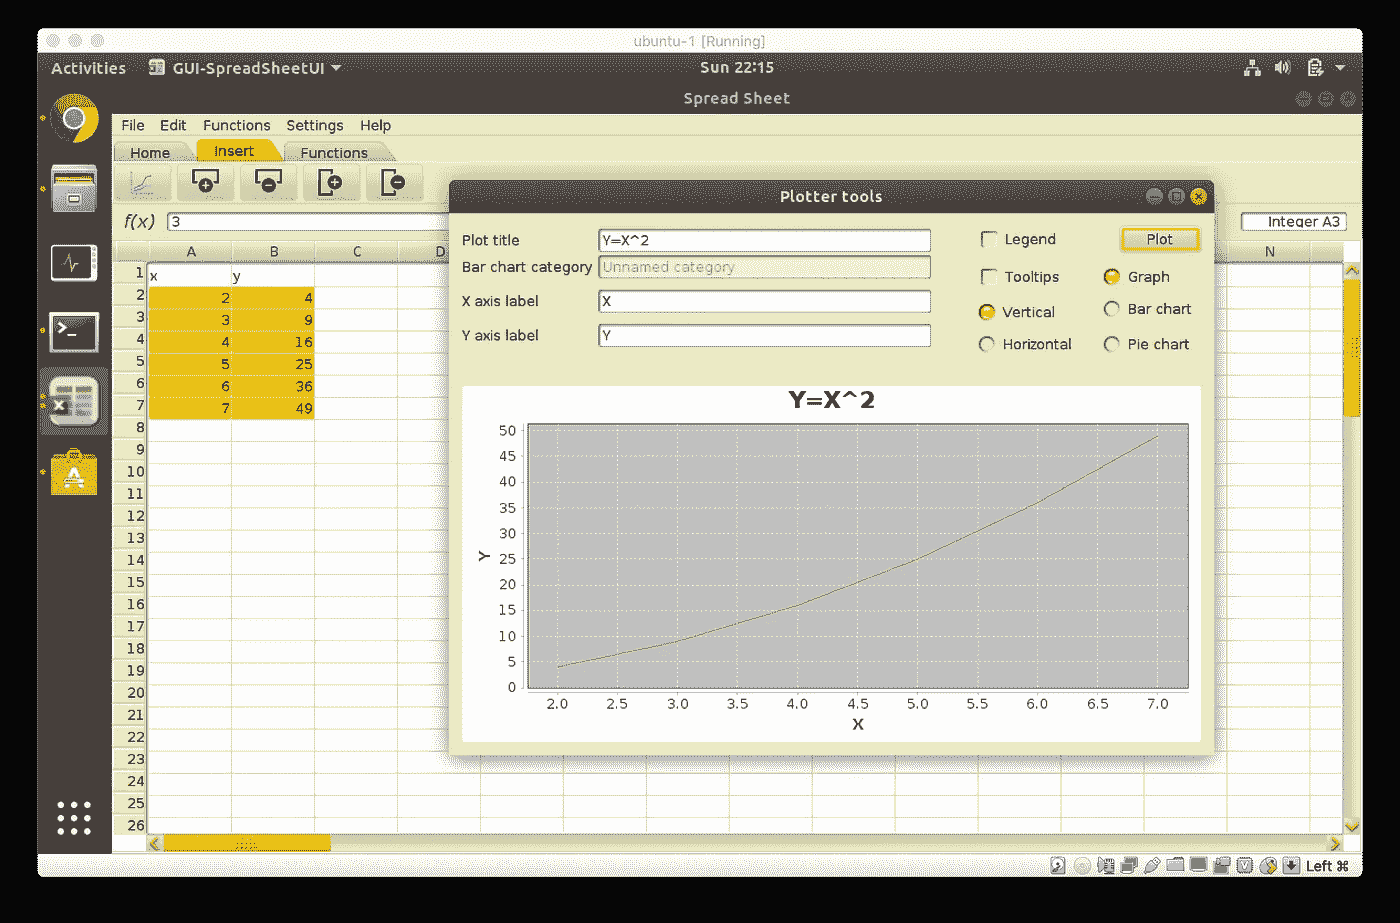 ubuntu-1 [Running]
Activities GUI-SpreadSheetUI Sun 22:15
Spread Sheet
File Edit Functions Settings Help
Home Insert Functions
f(x) 3 Integer A3
A B C D N
1 x y
2 2 4
3 3 9
4 4 16
5 5 25
6 6 36
7 7 49
8
9
10
11
12
13
14
15
16
17
18
19
20
21
22
23
24
25
26
Plotter tools
Plot title Y=X^2 Legend Plot
Bar chart category Unnamed category Tooltips Graph
X axis label X Vertical Bar chart
Y axis label Y Horizontal Pie chart
Y=X^2
50
45
40
35
30
25
20
15
10
5
0
Y
2.0 2.5 3.0 3.5 4.0 4.5 5.0 5.5 6.0 6.5 7.0
X
Left ⌘